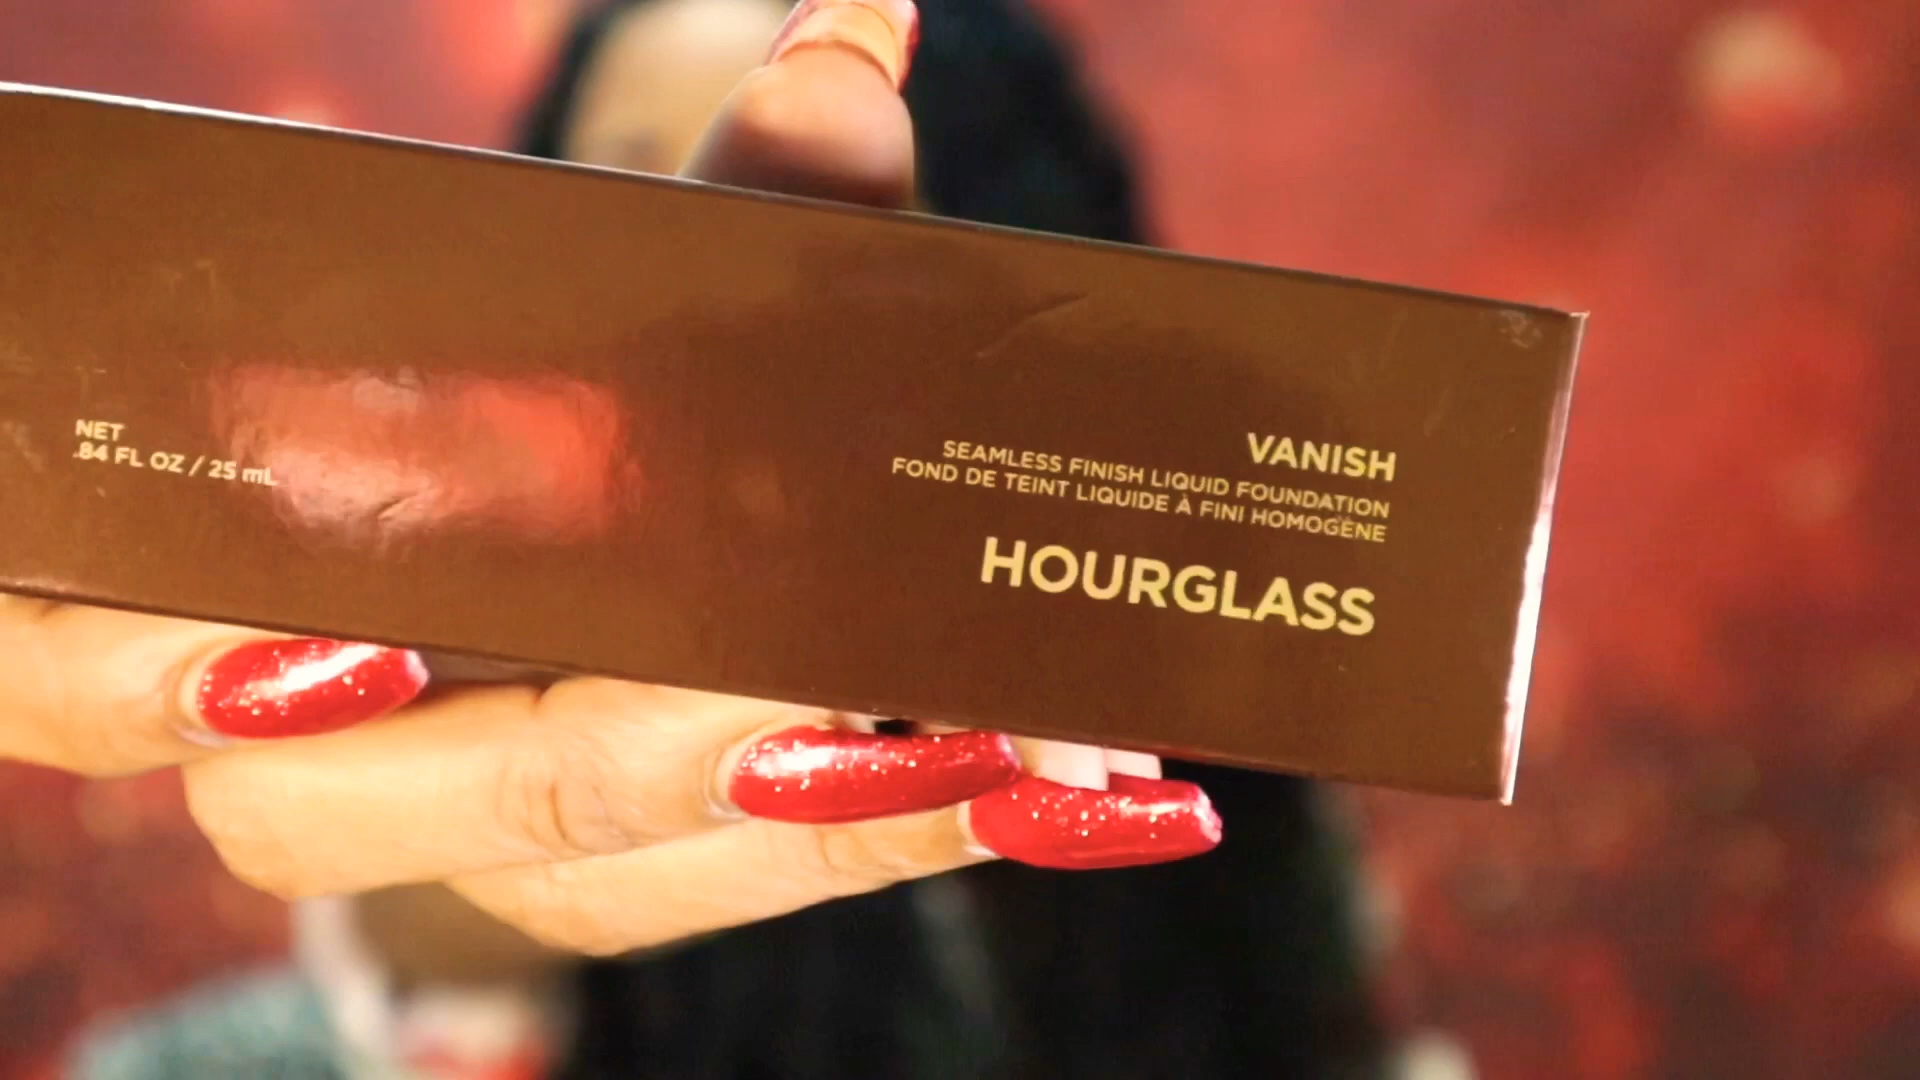 VANISH
SEAMLESS FINISH LIQUID FOUNDATION
FOND DE TEINT LIQUIDE À FINI HOMOGÈNE
HOURGLASS
NET
.84 FL OZ / 25 mL